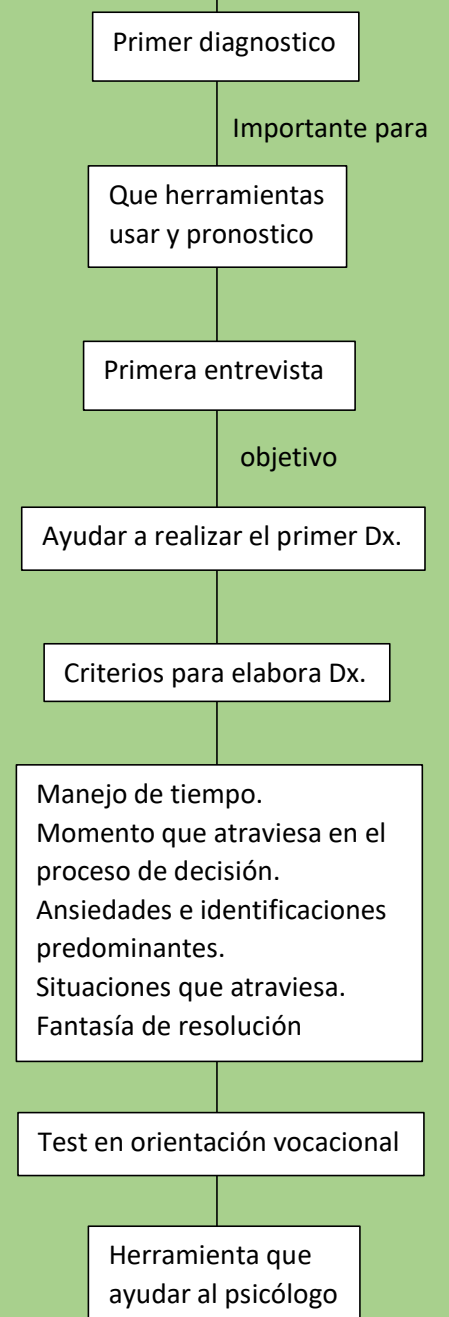 Primer diagnostico
Importante para
Que herramientas
usar y pronostico
Primera entrevista
objetivo
Ayudar a realizar el primer Dx.
Criterios para elabora Dx.
Manejo de tiempo.
Momento que atraviesa en el
proceso de decisión.
Ansiedades e identificaciones
predominantes.
Situaciones que atraviesa.
Fantasía de resolución
Test en orientación vocacional
Herramienta que
ayudar al psicólogo